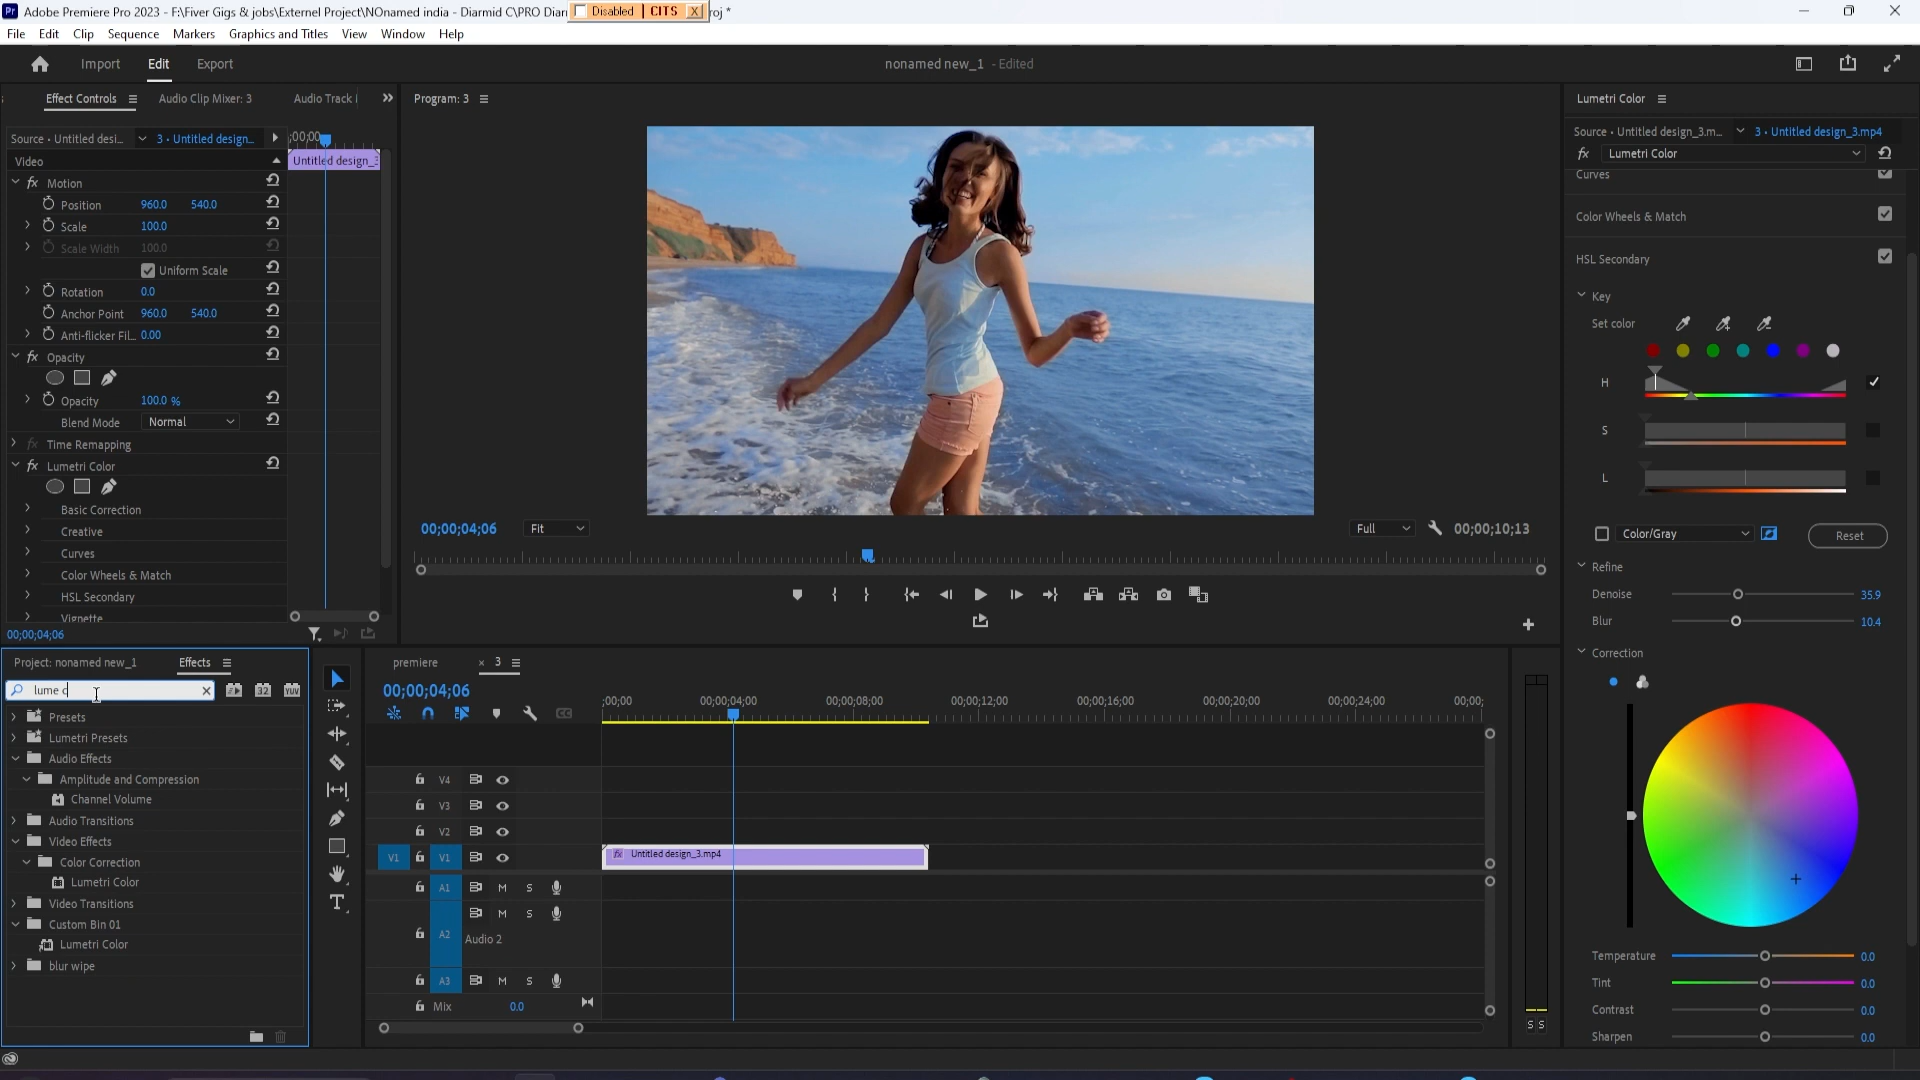 Adobe Premiere Pro 2023 - F:\Fiver Gigs & jobs\Externel Project\NOnamed india - Diarmid C\PRO Diarm
Disabled | CITS X
roj *
File Edit Clip Sequence Markers Graphics and Titles View Window Help
Import Edit Export
nonamed new_1 - Edited
Effect Controls
Audio Clip Mixer: 3
Audio Track
Program: 3
Lumetri Color
Source • Untitled desi...
3 • Untitled design...
;00;00
Source • Untitled design_3.m...
3 • Untitled design_3.mp4
Video
Untitled design_3
fx Lumetri Color
fx Motion
Curves
Position 960.0 540.0
Scale 100.0
Color Wheels & Match
Scale Width 100.0
Uniform Scale
HSL Secondary
Rotation 0.0
Key
Anchor Point 960.0 540.0
Set color
Anti-flicker Fil... 0.00
fx Opacity
H
Opacity 100.0 %
Blend Mode Normal
S
fx Time Remapping
fx Lumetri Color
L
Basic Correction
Creative
00;00;04;06
Fit
Full
00;00;10;13
Color/Gray
Reset
Curves
Refine
Color Wheels & Match
Denoise 35.9
HSL Secondary
Blur 10.4
Vignette
00;00;04;06
Correction
Project: nonamed new_1
Effects
premiere
× 3
lume c
32
YUV
00;00;04;06
;00;00
00;00;04;00
00;00;08;00
00;00;12;00
00;00;16;00
00;00;20;00
00;00;24;00
00;00;
Presets
Lumetri Presets
Audio Effects
Amplitude and Compression
Channel Volume
Audio Transitions
Video Effects
Color Correction
Lumetri Color
Video Transitions
Custom Bin 01
Lumetri Color
blur wipe
V4
V3
V2
V1 V1
fx Untitled design_3.mp4
A1 M S
M S
A2 Audio 2
A3 M S
Mix 0.0
S S
Temperature 0.0
Tint 0.0
Contrast 0.0
Sharpen 0.0